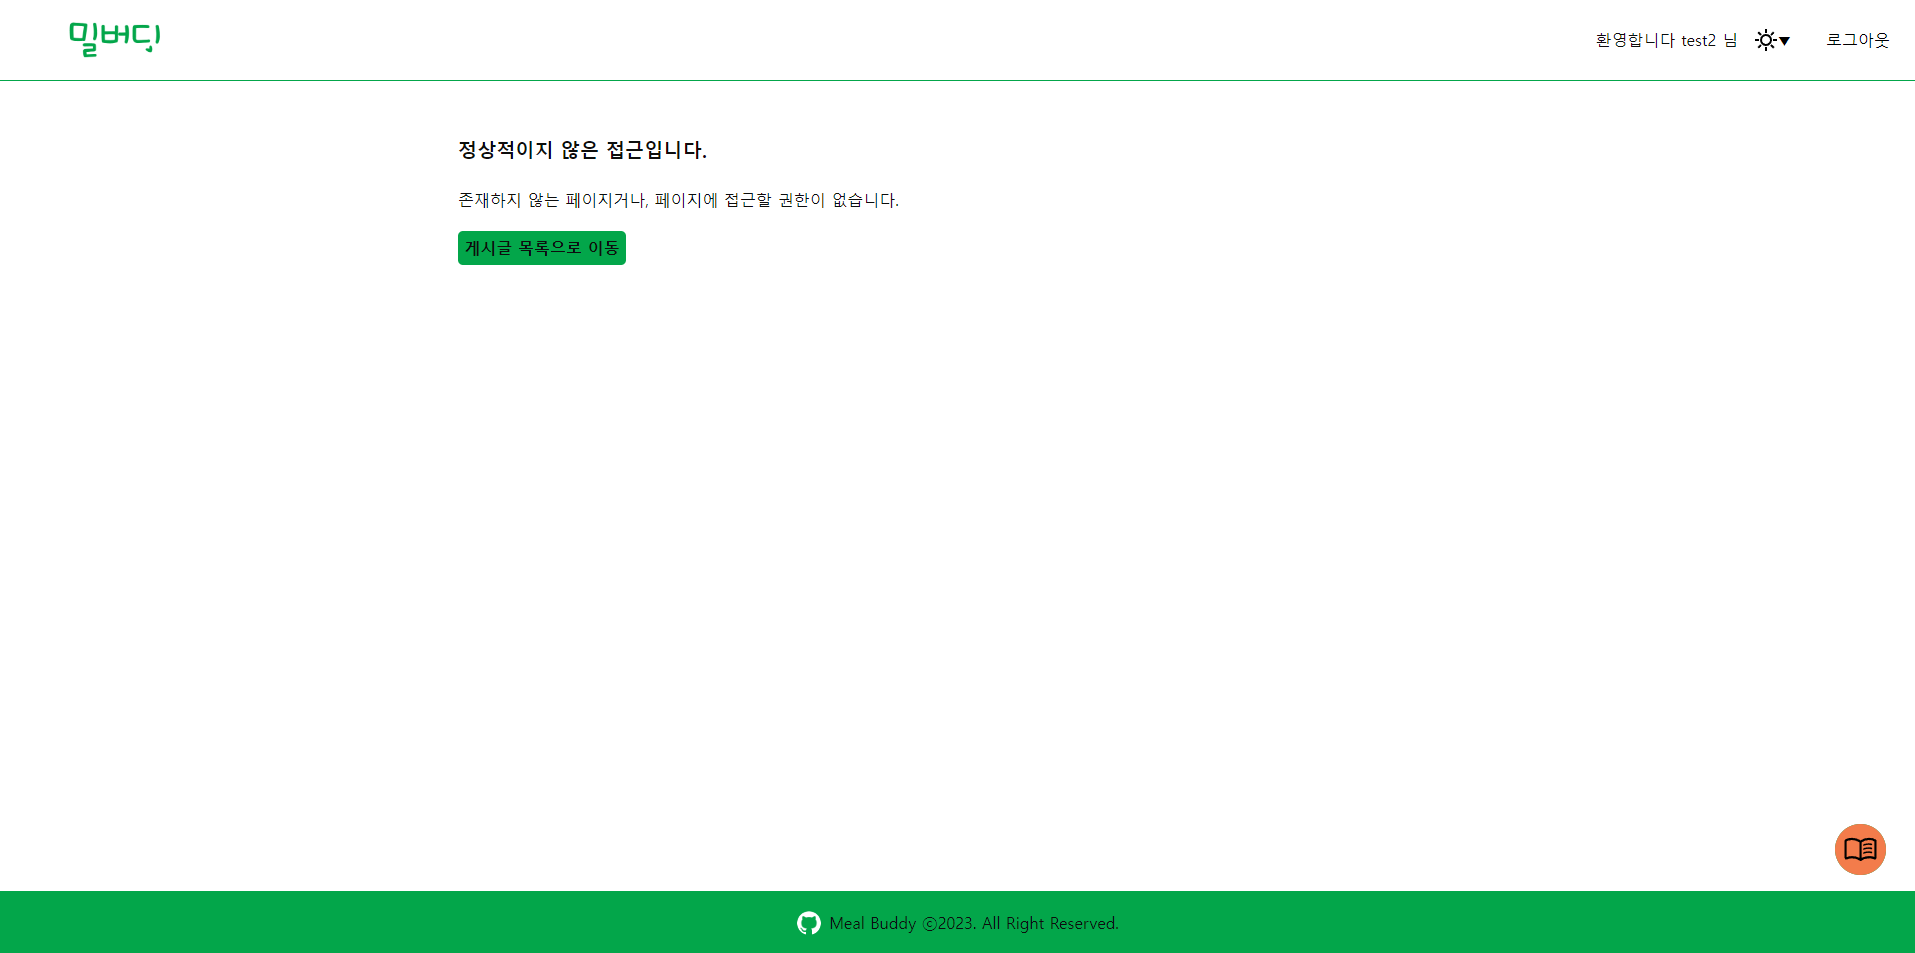 밀버디
환영합니다 test2 님 ▼ 로그아웃
정상적이지 않은 접근입니다.
존재하지 않는 페이지거나, 페이지에 접근할 권한이 없습니다.
게시글 목록으로 이동
Meal Buddy ⓒ2023. All Right Reserved.